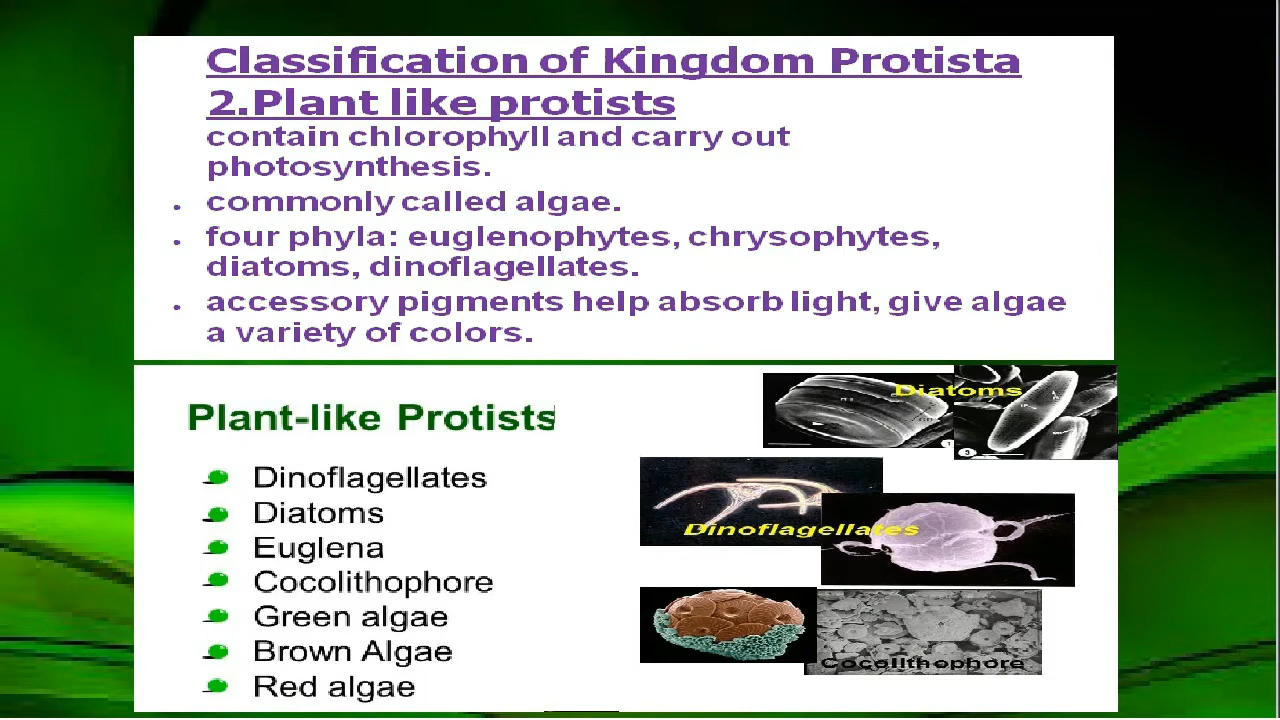 Classification of Kingdom Protista
2.Plant like protists
contain chlorophyll and carry out
photosynthesis.
commonly called algae.
four phyla: euglenophytes, chrysophytes,
diatoms, dinoflagellates.
accessory pigments help absorb light, give algae
a variety of colors.
Plant-like Protists
Dinoflagellates
Diatoms
Euglena
Cocolithophore
Green algae
Brown Algae
Red algae
Diatoms
Dinoflagellates
Cocolithophore